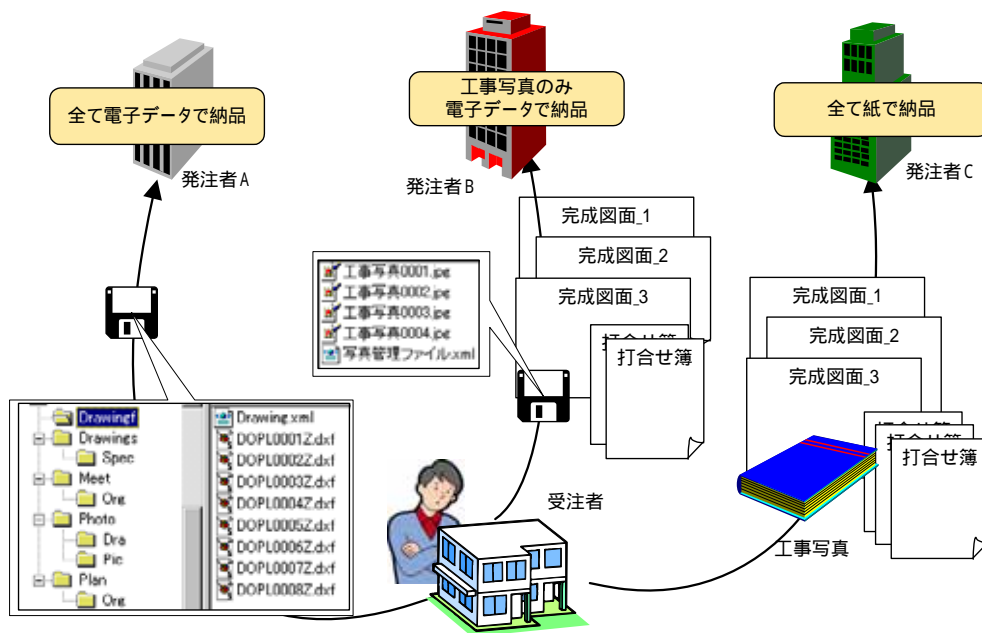 全て電子データで納品
発注者A
工事写真のみ
電子データで納品
発注者B
全て紙で納品
発注者C
工事写真0001.jpg
工事写真0002.jpg
工事写真0003.jpg
工事写真0004.jpg
写真管理ファイル.xml
完成図面_1
完成図面_2
完成図面_3
打合せ簿
打合せ簿
完成図面_1
完成図面_2
完成図面_3
打合せ簿
打合せ簿
打合せ簿
工事写真
受注者
Drawingf
Drawings
Spec
Meet
Org
Photo
Dra
Pic
Plan
Org
Drawing.xml
DOPL0001Z.dxf
DOPL0002Z.dxf
DOPL0003Z.dxf
DOPL0004Z.dxf
DOPL0005Z.dxf
DOPL0006Z.dxf
DOPL0007Z.dxf
DOPL0008Z.dxf